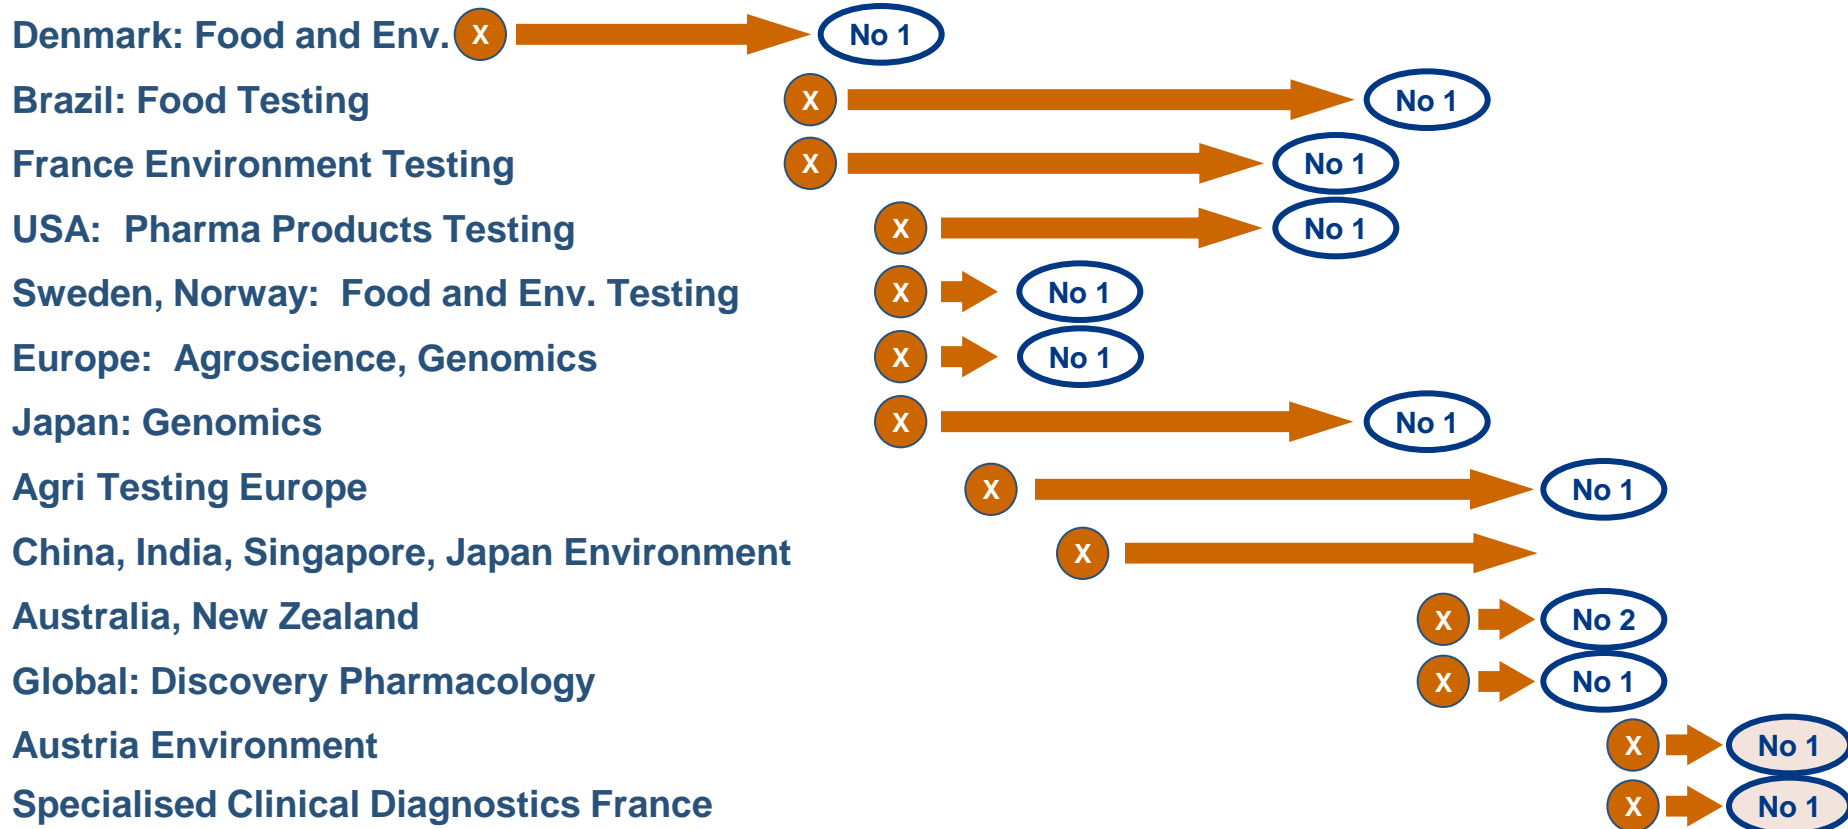 Denmark: Food and Env. X No 1
Brazil: Food Testing X No 1
France Environment Testing X No 1
USA: Pharma Products Testing X No 1
Sweden, Norway: Food and Env. Testing X No 1
Europe: Agroscience, Genomics X No 1
Japan: Genomics X No 1
Agri Testing Europe X No 1
China, India, Singapore, Japan Environment X
Australia, New Zealand X No 2
Global: Discovery Pharmacology X No 1
Austria Environment X No 1
Specialised Clinical Diagnostics France X No 1